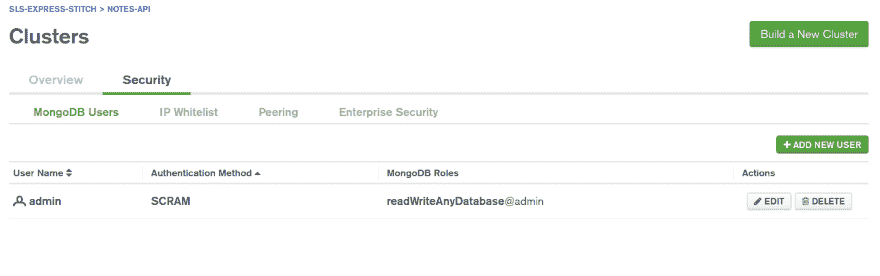 SLS-EXPRESS-STITCH > NOTES-API
Clusters
Build a New Cluster
Overview Security
MongoDB Users IP Whitelist Peering Enterprise Security
+ ADD NEW USER
User Name Authentication Method MongoDB Roles Actions
admin SCRAM readWriteAnyDatabase@admin EDIT DELETE